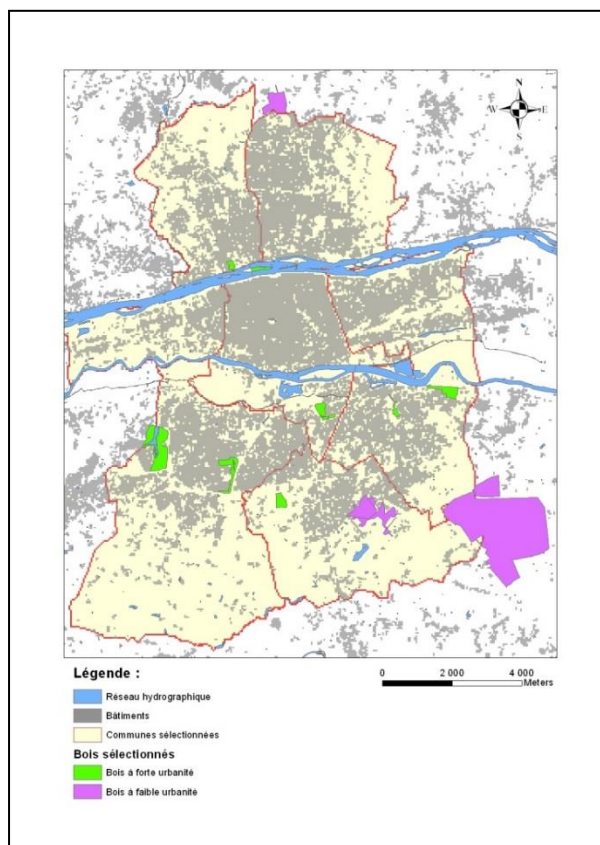 N
W E
S
Légende :
0 2 000 4 000
Meters
Réseau hydrographique
Bâtiments
Communes sélectionnées
Bois sélectionnés
Bois à forte urbanité
Bois à faible urbanité